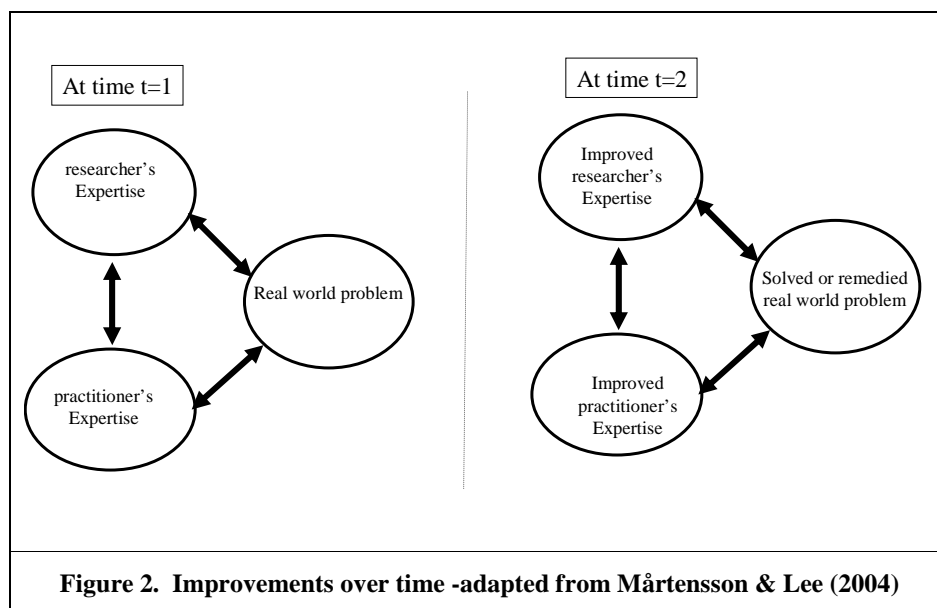 At time t=1
researcher’s
Expertise
Real world problem
practitioner’s
Expertise
At time t=2
Improved
researcher’s
Expertise
Solved or remedied
real world problem
Improved
practitioner’s
Expertise
Figure 2. Improvements over time -adapted from Mårtensson & Lee (2004)